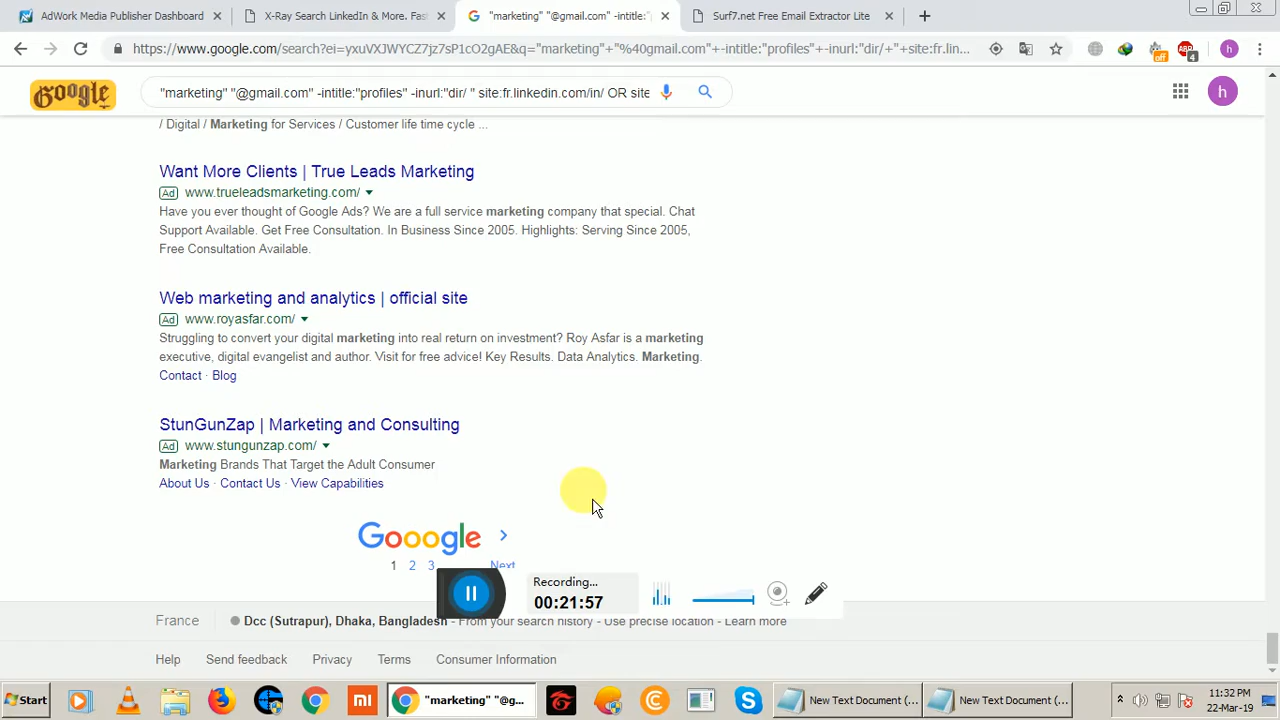 AdWork Media Publisher Dashboard
X-Ray Search LinkedIn & More. Fast
"marketing" "@gmail.com" -intitle:"
Surf7.net Free Email Extractor Lite
https://www.google.com/search?ei=yxuVXJWYCZ7jz7sP1cO2gAE&q="marketing"+"%40gmail.com"+-intitle:"profiles"+-inurl:"dir/+"+site:fr.lin...
off
ABP
4
h
Google
"marketing" "@gmail.com" -intitle:"profiles" -inurl:"dir/ " site:fr.linkedin.com/in/ OR site
h
/ Digital / Marketing for Services / Customer life time cycle ...
Want More Clients | True Leads Marketing
Ad www.trueleadsmarketing.com/
Have you ever thought of Google Ads? We are a full service marketing company that special. Chat
Support Available. Get Free Consultation. In Business Since 2005. Highlights: Serving Since 2005,
Free Consultation Available.
Web marketing and analytics | official site
Ad www.royasfar.com/
Struggling to convert your digital marketing into real return on investment? Roy Asfar is a marketing
executive, digital evangelist and author. Visit for free advice! Key Results. Data Analytics. Marketing.
Contact · Blog
StunGunZap | Marketing and Consulting
Ad www.stungunzap.com/
Marketing Brands That Target the Adult Consumer
About Us · Contact Us · View Capabilities
Gooogle
1 2 3 Next
Recording...
00:21:57
France
Dcc (Sutrapur), Dhaka, Bangladesh - From your search history - Use precise location - Learn more
Help Send feedback Privacy Terms Consumer Information
Start
mi
"marketing" "@g...
New Text Document (...
New Text Document (...
11:32 PM
22-Mar-19